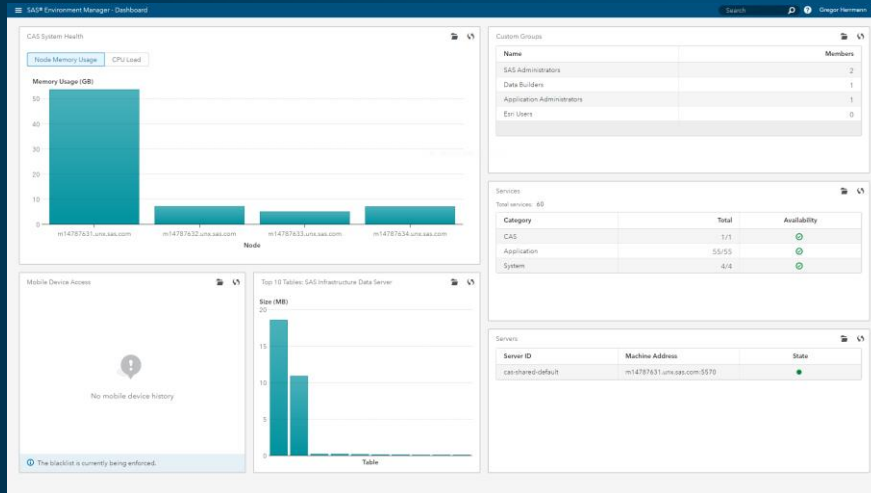 SAS® Environment Manager - Dashboard
Search
Gregor Herrmann
CAS System Health
Node Memory Usage CPU Load
Memory Usage (GB)
50
40
30
20
10
0
m14787631.unx.sas.com m14787632.unx.sas.com m14787633.unx.sas.com m14787634.unx.sas.com
Node
Mobile Device Access
No mobile device history
The blacklist is currently being enforced.
Top 10 Tables: SAS Infrastructure Data Server
Size (MB)
20
15
10
5
0
Table
Custom Groups
Name Members
SAS Administrators 2
Data Builders 1
Application Administrators 1
Esri Users 0
Services
Total services: 60
Category Total Availability
CAS 1/1
Application 55/55
System 4/4
Servers
Server ID Machine Address State
cas-shared-default m14787631.unx.sas.com:5570